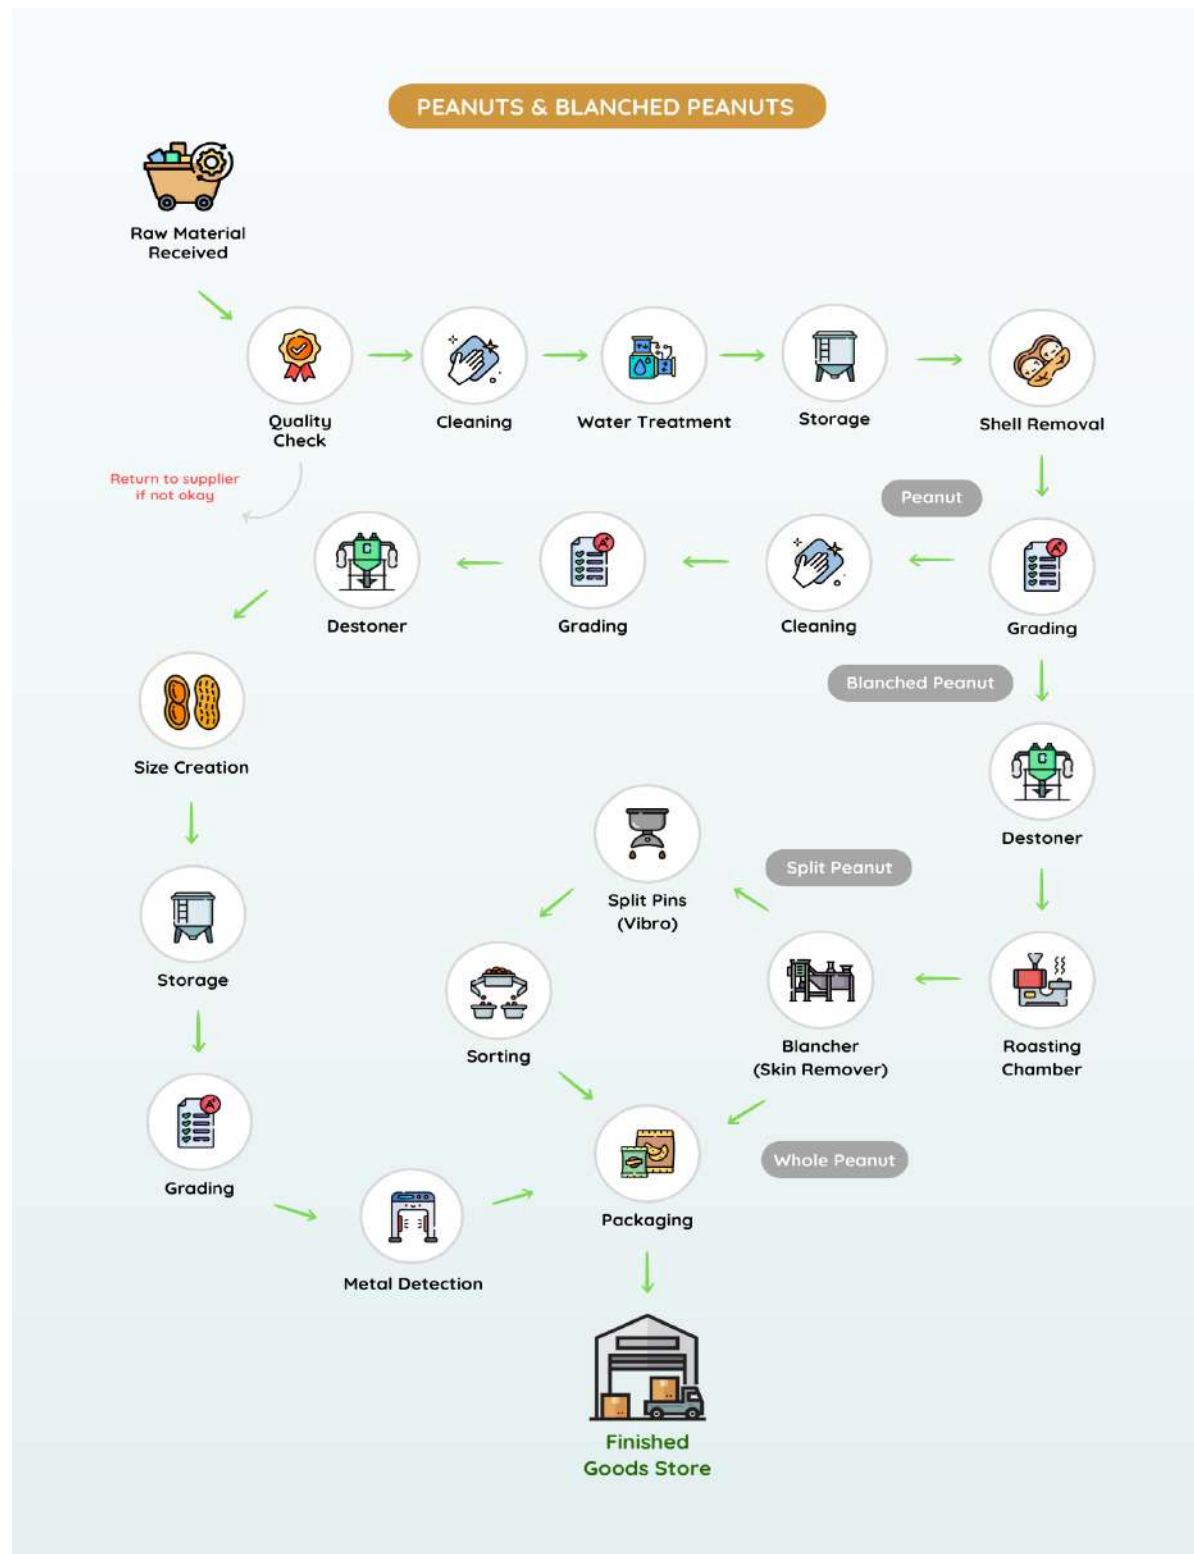 PEANUTS & BLANCHED PEANUTS
Raw Material
Received
Quality
Check
Cleaning
Water Treatment
Storage
Shell Removal
Return to supplier
if not okay
Peanut
Destoner
Grading
Cleaning
Grading
Blanched Peanut
Size Creation
Destoner
Split Peanut
Split Pins
(Vibro)
Storage
Sorting
Blancher
(Skin Remover)
Roasting
Chamber
Whole Peanut
Grading
Packaging
Metal Detection
Finished
Goods Store